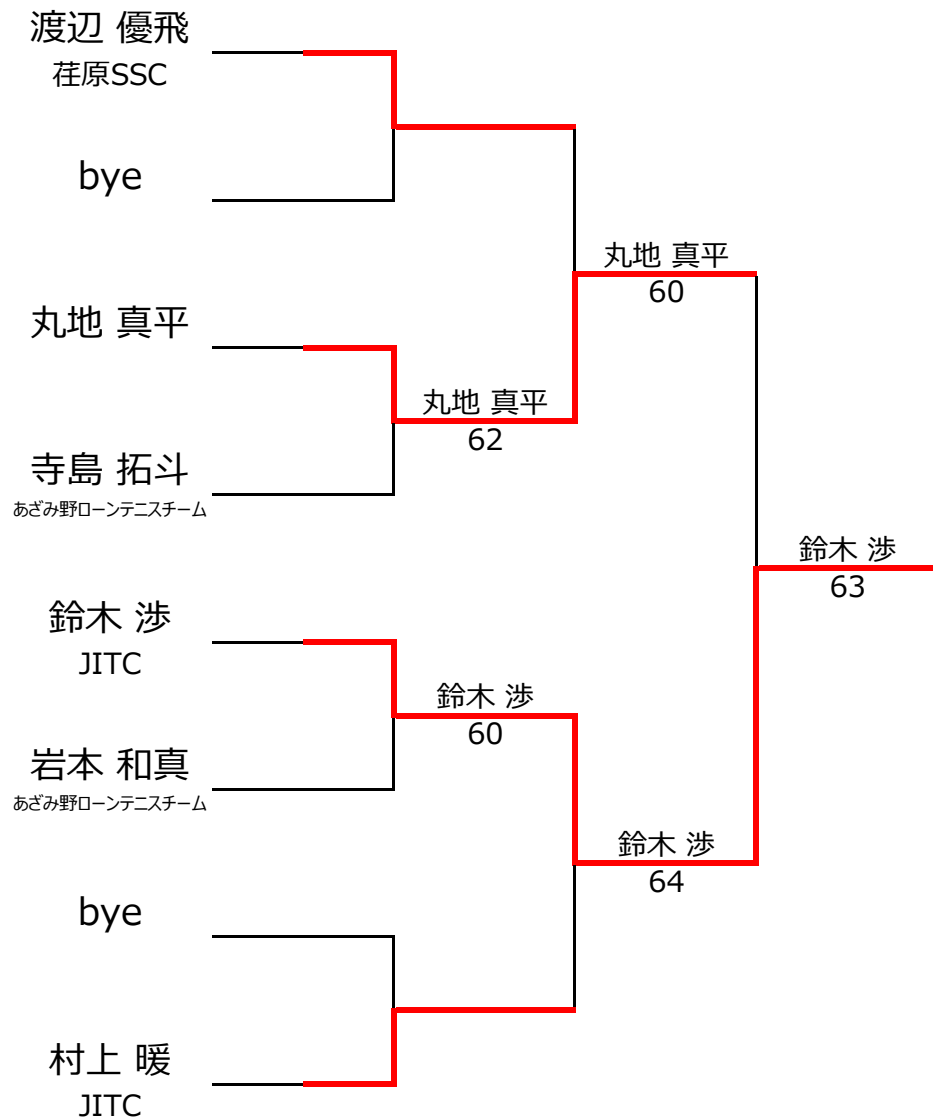 渡辺 優飛
荏原SSC
bye
丸地 真平
60
丸地 真平
丸地 真平
62
寺島 拓斗
あざみ野ローンテニスチーム
鈴木 渉
63
鈴木 渉
JITC
鈴木 渉
60
岩本 和真
あざみ野ローンテニスチーム
鈴木 渉
64
bye
村上 暖
JITC